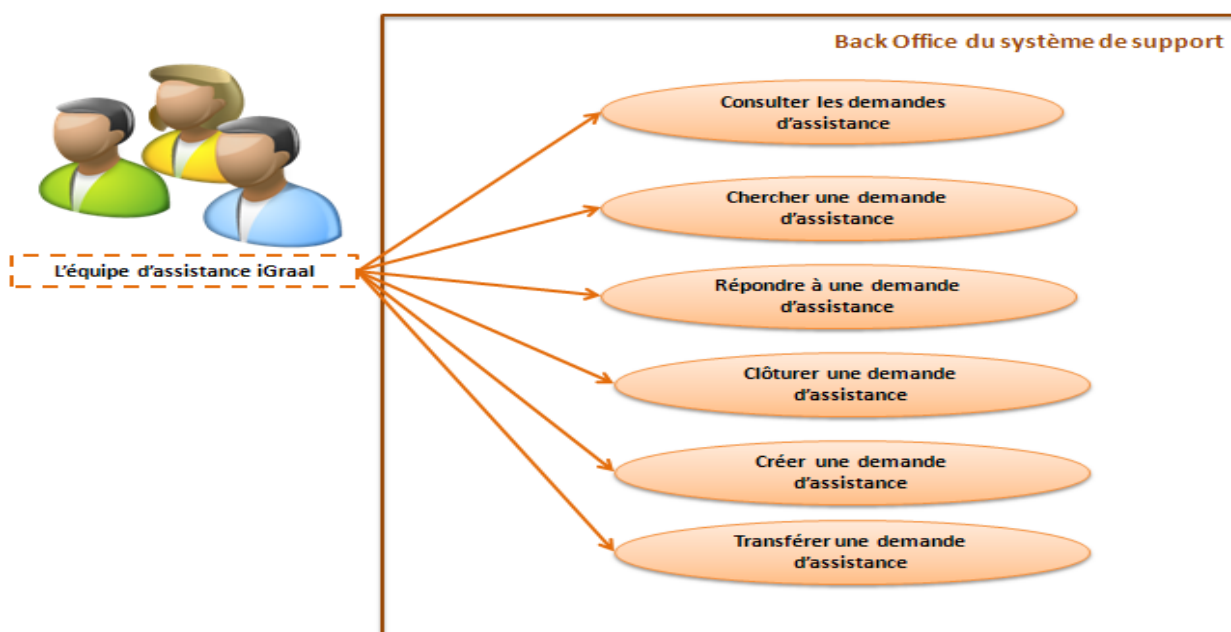 Back Office du système de support
Consulter les demandes
d’assistance
Chercher une demande
d’assistance
L’équipe d’assistance iGraal
Répondre à une demande
d’assistance
Clôturer une demande
d’assistance
Créer une demande
d’assistance
Transférer une demande
d’assistance